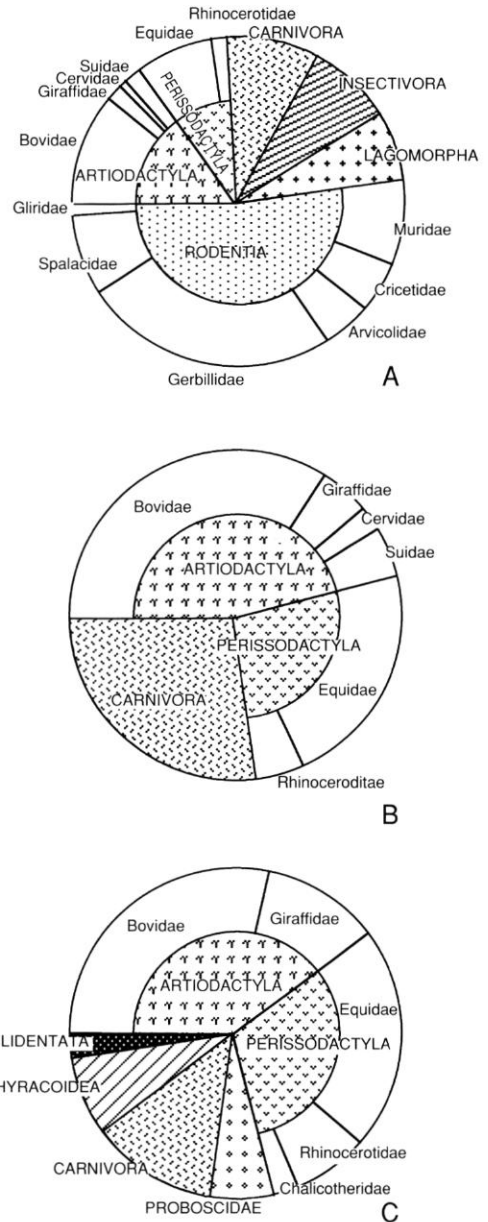 Rhinocerotidae
Equidae
CARNIVORA
Suidae
Cervidae
Giraffidae
PERISSODACTYLA
INSECTIVORA
Bovidae
LAGOMORPHA
ARTIODACTYLA
Gliridae
Muridae
Spalacidae
RODENTIA
Cricetidae
Arvicolidae
Gerbillidae
A
Bovidae
Giraffidae
Cervidae
Suidae
ARTIODACTYLA
PERISSODACTYLA
CARNIVORA
Equidae
Rhinoceroditae
B
Bovidae
Giraffidae
ARTIODACTYLA
Equidae
LIDENTATA
PERISSODACTYLA
HYRACOIDEA
Rhinocerotidae
CARNIVORA
Chalicotheridae
PROBOSCIDAE
C